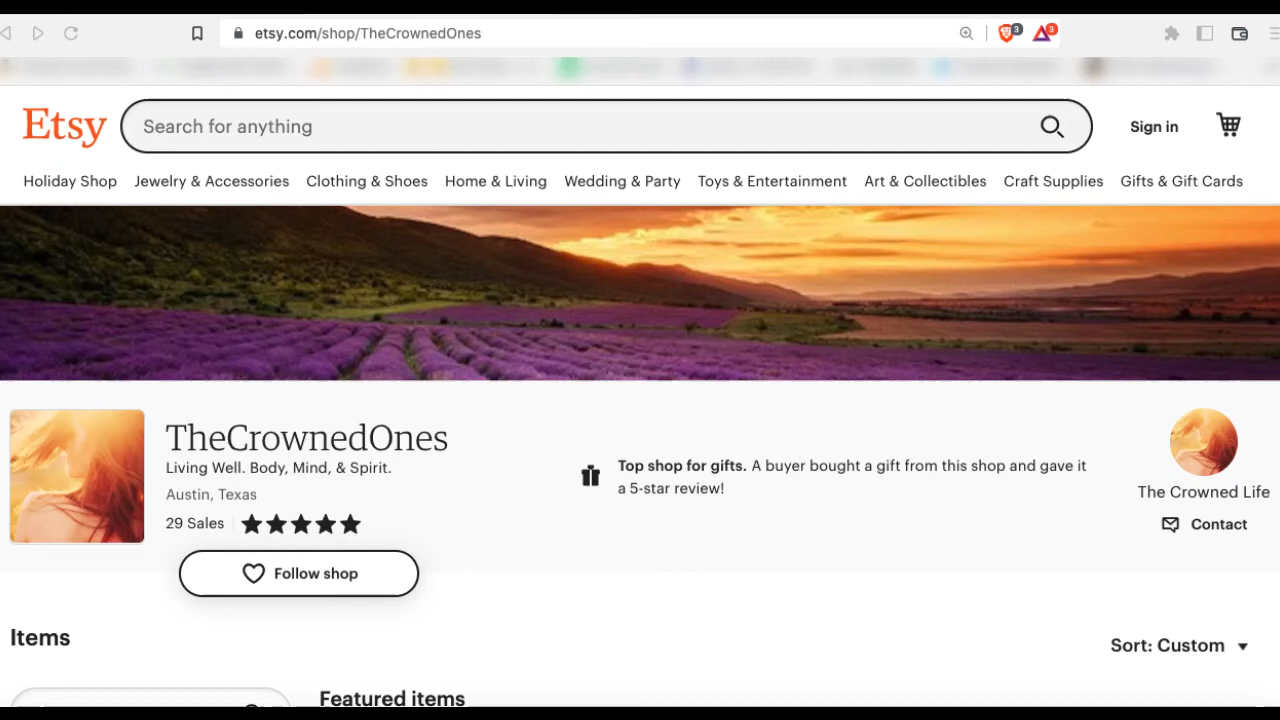 etsy.com/shop/TheCrownedOnes
3
3
Etsy
Search for anything
Sign in
Holiday Shop Jewelry & Accessories Clothing & Shoes Home & Living Wedding & Party Toys & Entertainment Art & Collectibles Craft Supplies Gifts & Gift Cards
TheCrownedOnes
Living Well. Body, Mind, & Spirit.
Austin, Texas
29 Sales
Follow shop
Top shop for gifts. A buyer bought a gift from this shop and gave it
a 5-star review!
The Crowned Life
Contact
Items
Sort: Custom
Featured items